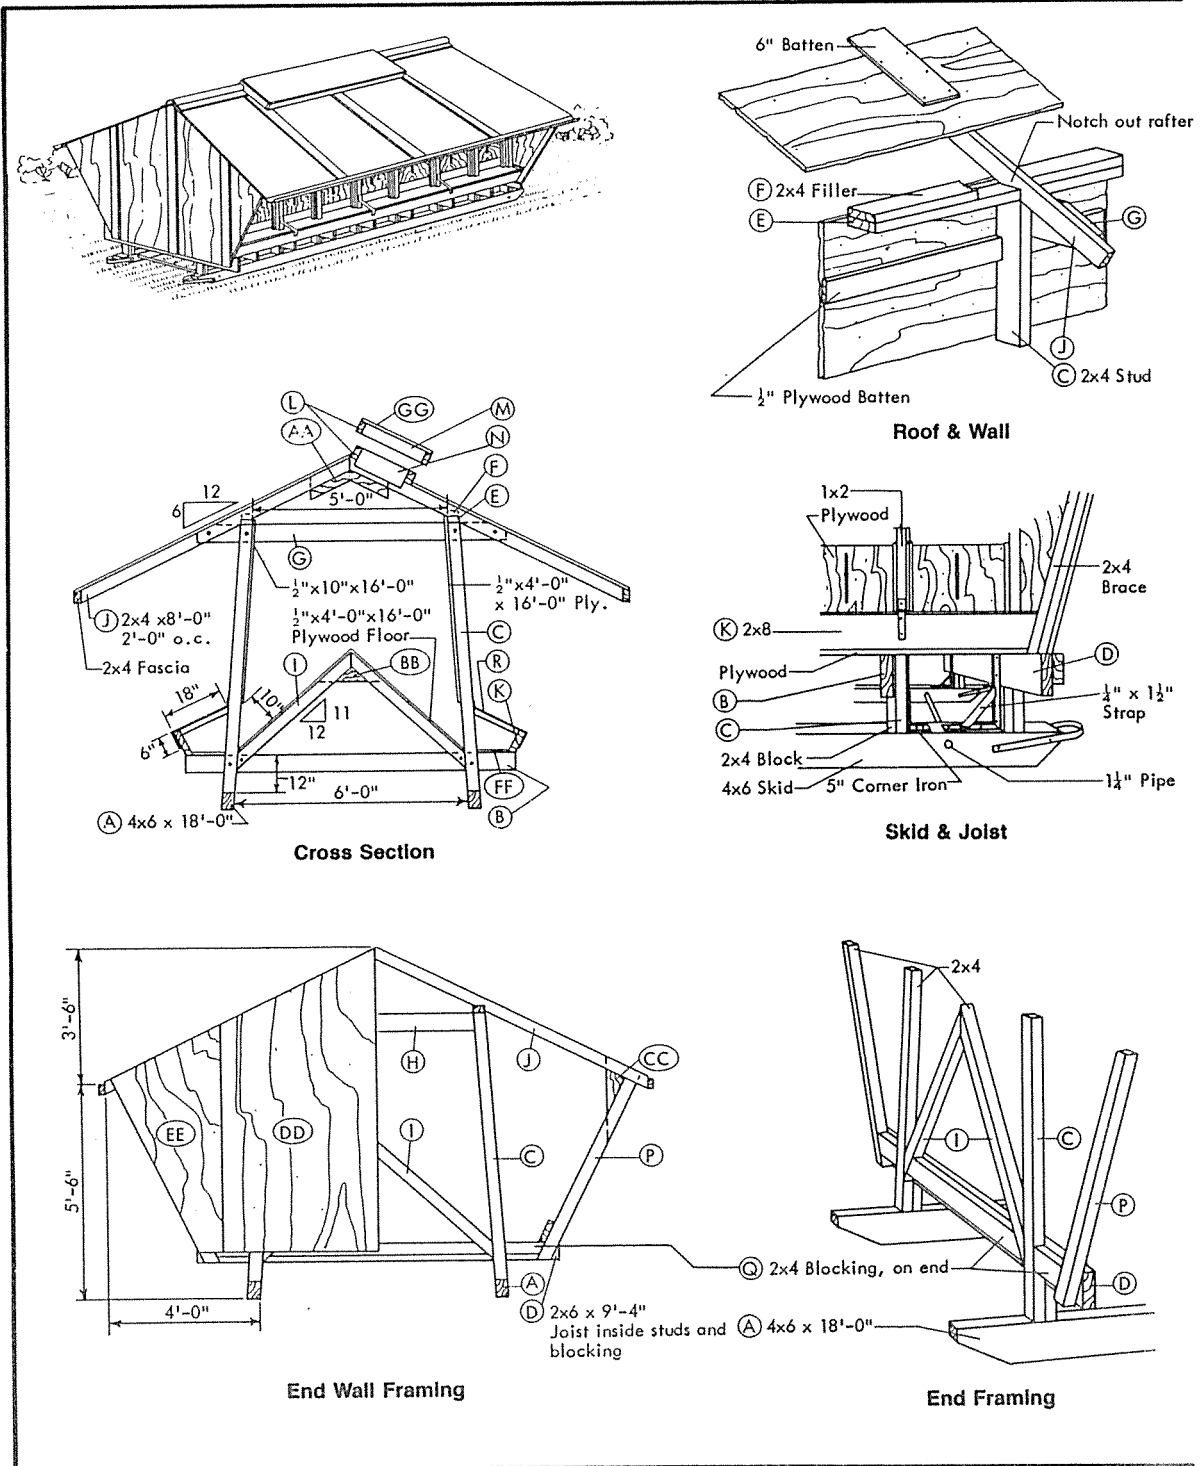 6" Batten
Notch out rafter
F 2x4 Filler
E
G
J
C 2x4 Stud
½" Plywood Batten
Roof & Wall
L
GG
M
AA
N
F
E
12
6
5'-0"
G
½"x10"x16'-0"
½"x4'-0"
x 16'-0" Ply.
J 2x4 x8'-0"
2'-0" o.c.
½"x4'-0"x16'-0"
Plywood Floor
C
2x4 Fascia
I
BB
R
K
18"
10"
11
12
6"
12"
FF
6'-0"
B
A 4x6 x 18'-0"
Cross Section
1x2
Plywood
2x4
Brace
K 2x8
Plywood
D
B
¼" x 1½"
Strap
C
2x4 Block
4x6 Skid
5" Corner Iron
1¼" Pipe
Skid & Joist
3'-6"
H
J
CC
EE
DD
I
C
P
5'-6"
A
4'-0"
D 2x6 x 9'-4"
Joist inside studs and
blocking
End Wall Framing
2x4
I
C
P
Q 2x4 Blocking, on end
D
A 4x6 x 18'-0"
End Framing